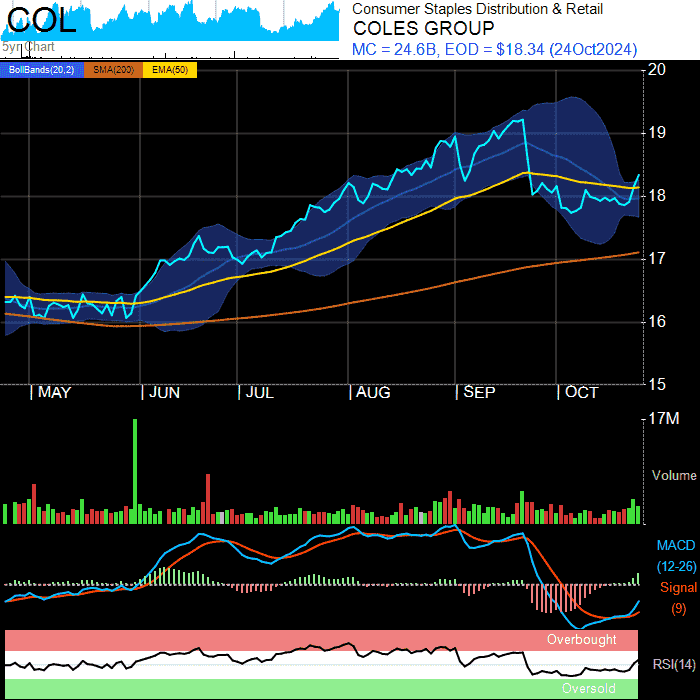 COL
5yr Chart
Consumer Staples Distribution & Retail
COLES GROUP
MC = 24.6B, EOD = $18.34 (24Oct2024)
BollBands(20,2) SMA(200) EMA(50)
20
19
18
17
16
15
MAY JUN JUL AUG SEP OCT
17M
Volume
MACD
(12-26)
Signal
(9)
Overbought
RSI(14)
Oversold